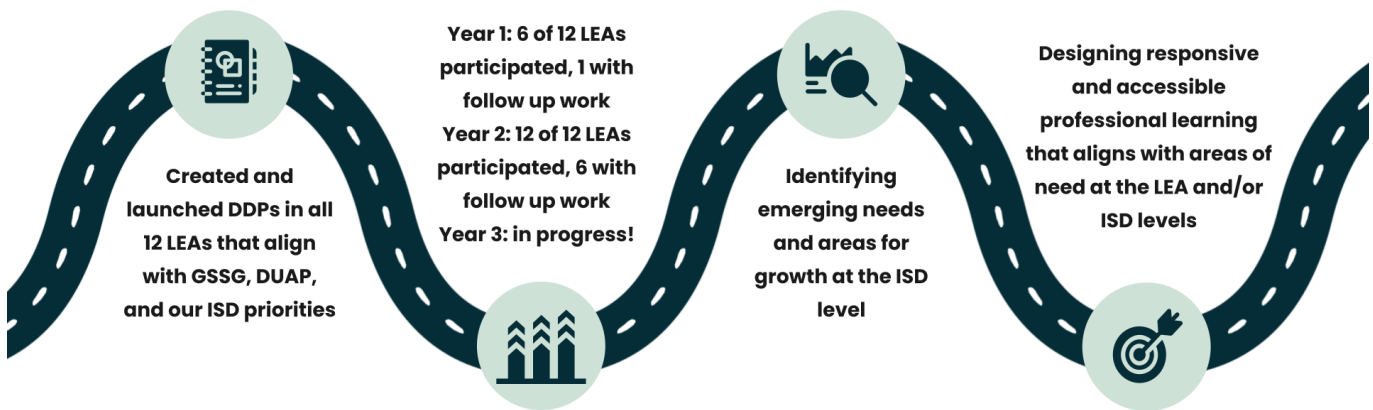 Created and
launched DDPs in all
12 LEAs that align
with GSSG, DUAP,
and our ISD priorities
Year 1: 6 of 12 LEAs
participated, 1 with
follow up work
Year 2: 12 of 12 LEAs
participated, 6 with
follow up work
Year 3: in progress!
Identifying
emerging needs
and areas for
growth at the ISD
level
Designing responsive
and accessible
professional learning
that aligns with areas of
need at the LEA and/or
ISD levels